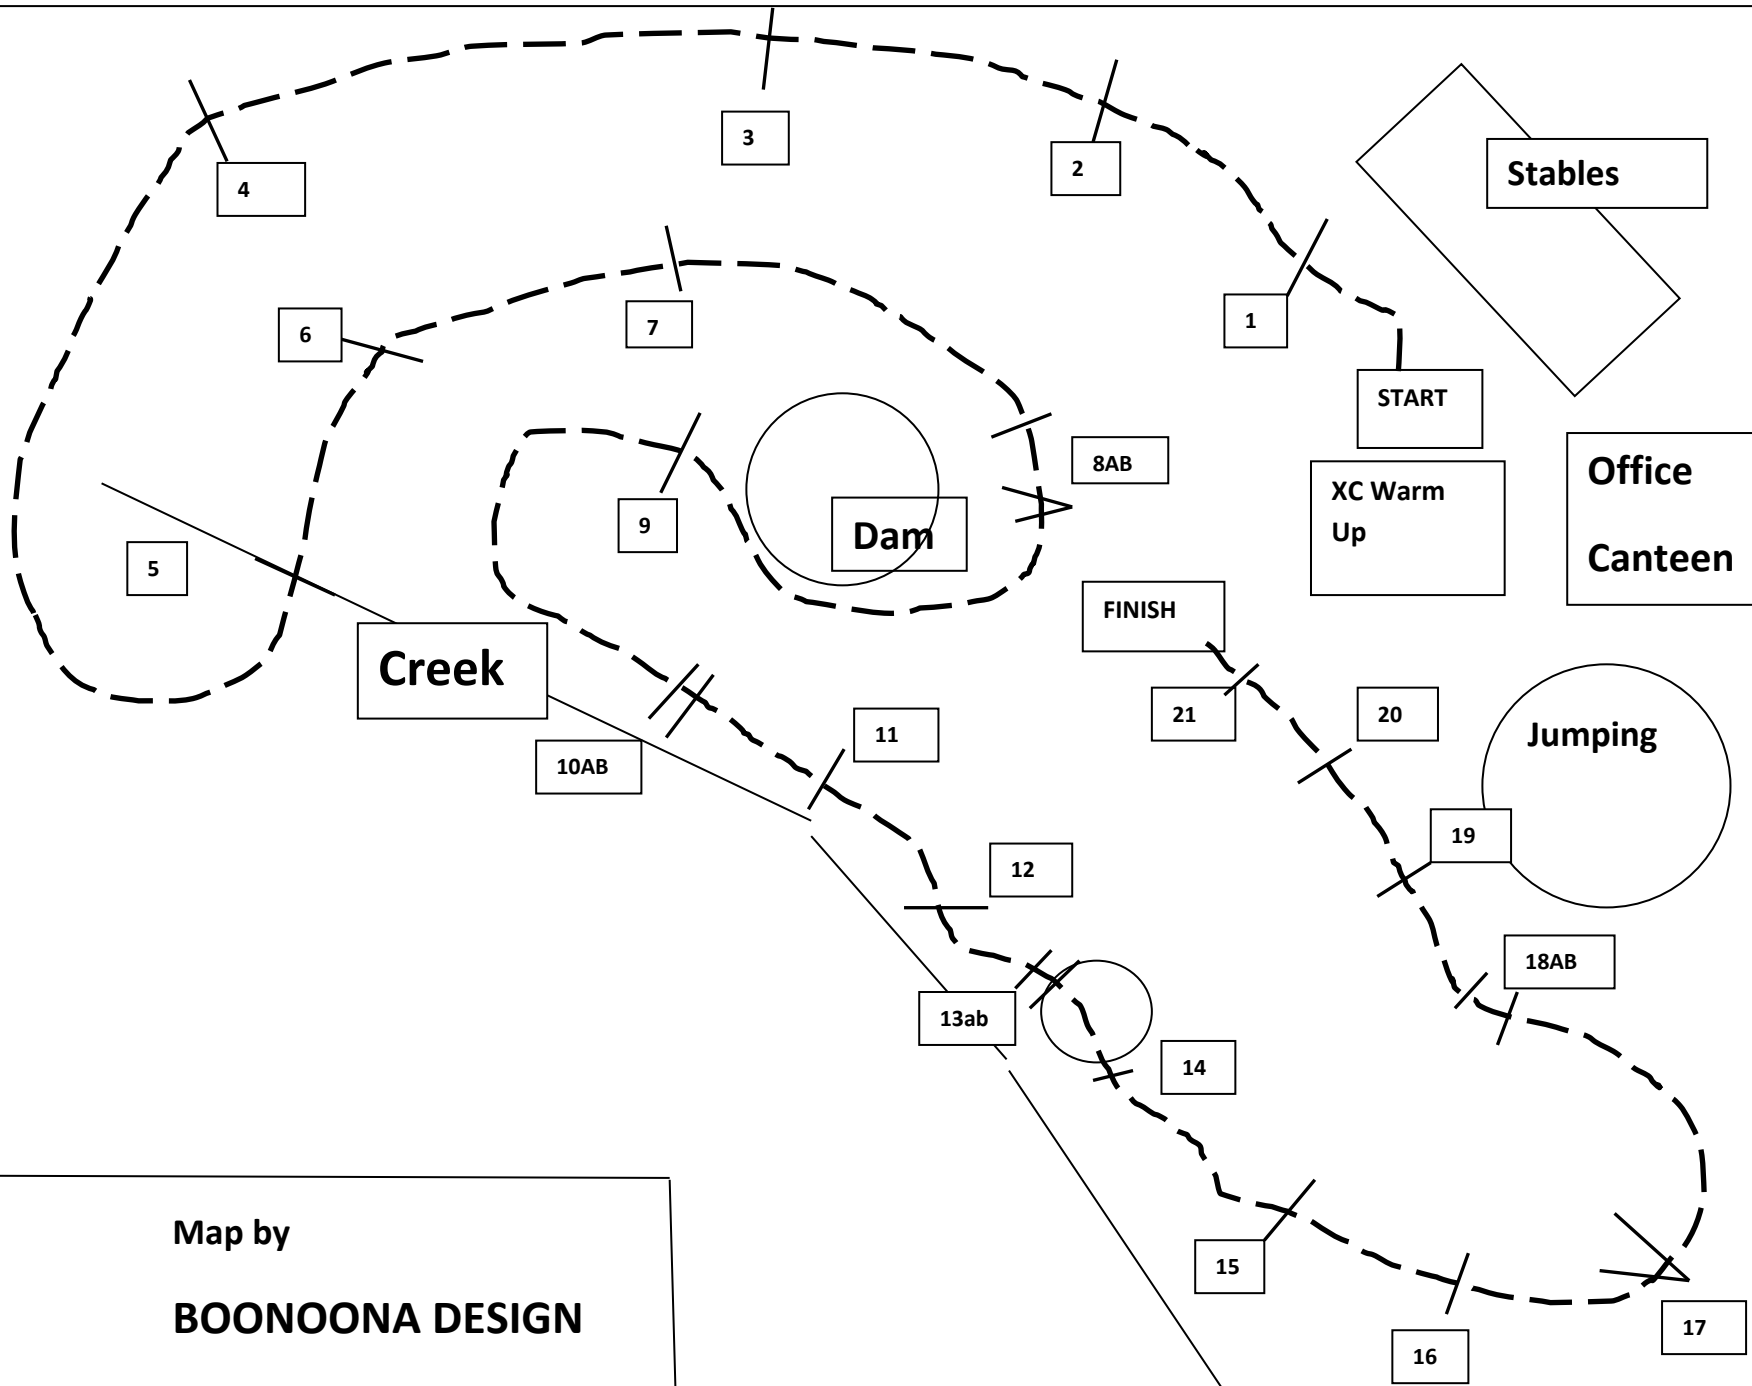 3
2
Stables
4
1
6
7
START
8AB
XC Warm
Up
Office
Canteen
9
Dam
5
FINISH
Creek
21
20
Jumping
11
10AB
19
12
18AB
13ab
14
Map by
BOONOONA DESIGN
15
17
16